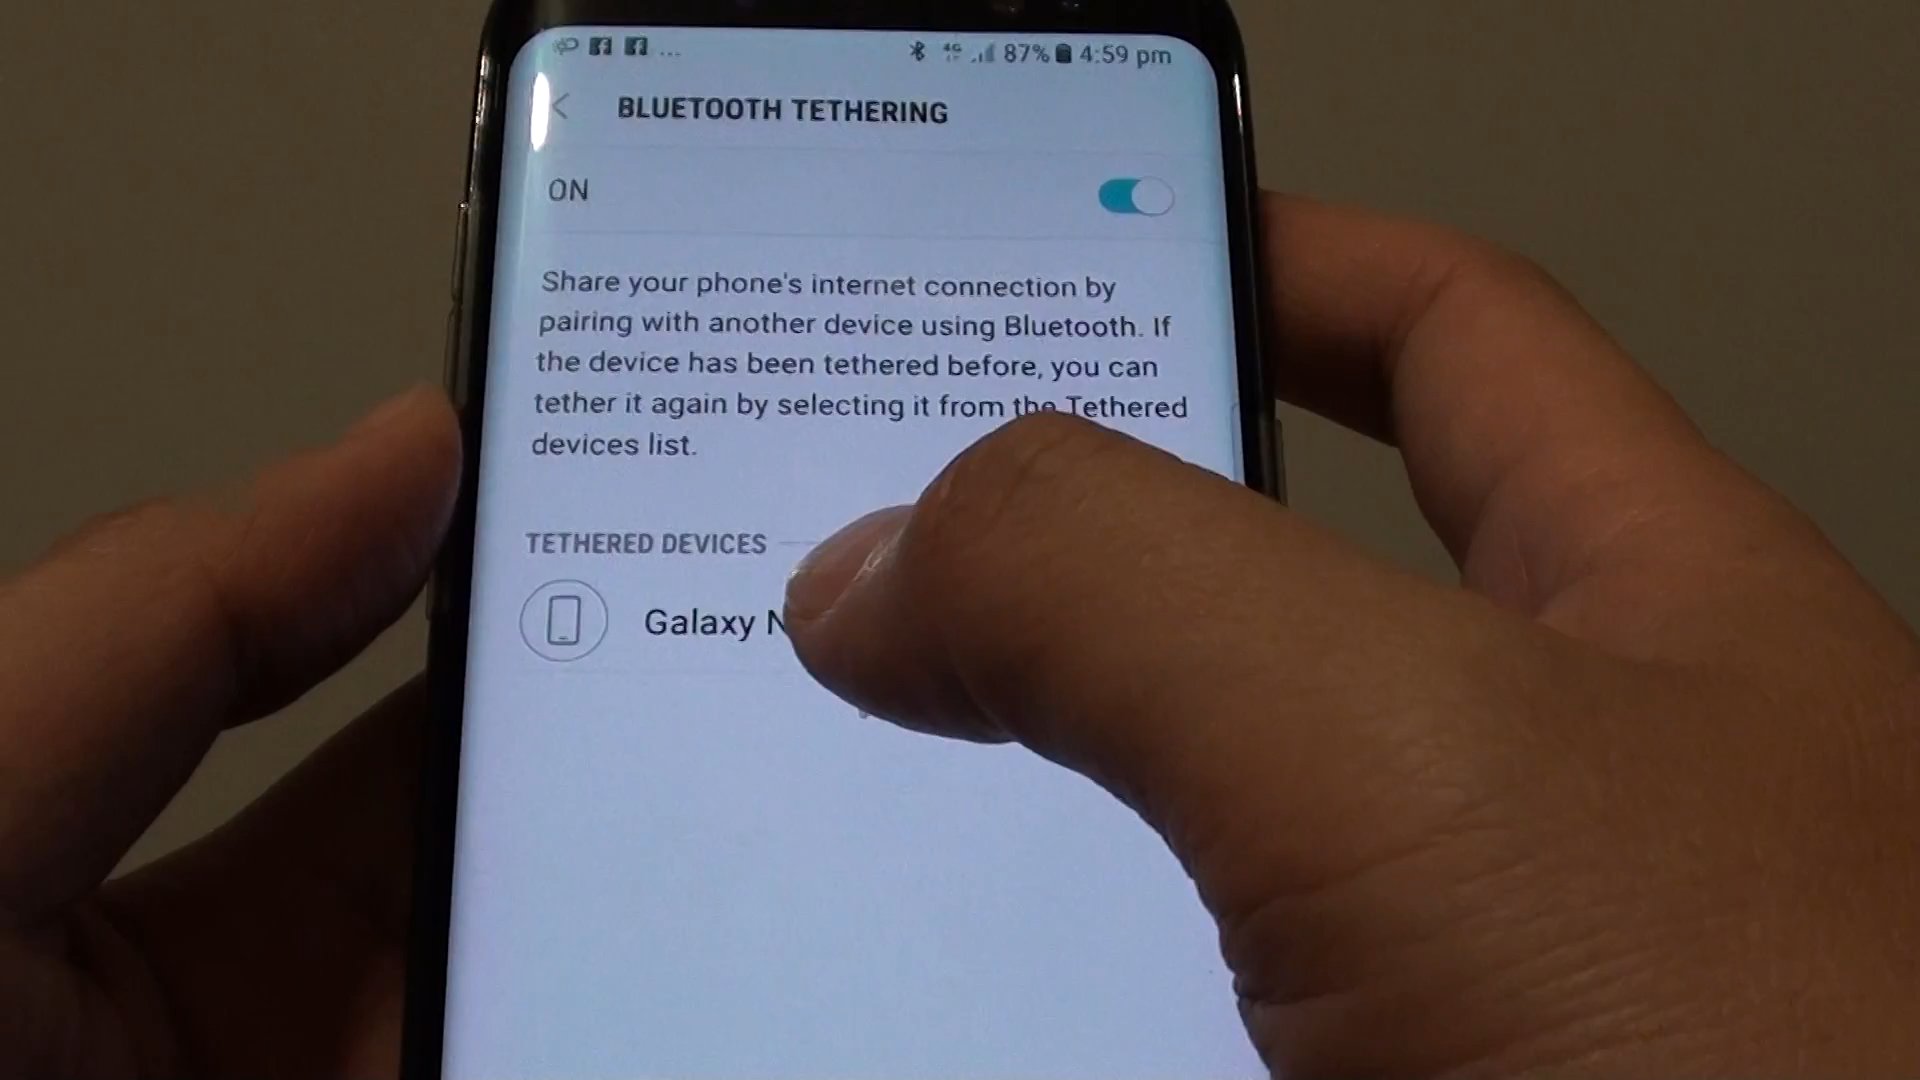 4G 87% 4:59 pm
BLUETOOTH TETHERING
ON
Share your phone's internet connection by
pairing with another device using Bluetooth. If
the device has been tethered before, you can
tether it again by selecting it from the Tethered
devices list.
TETHERED DEVICES
Galaxy N